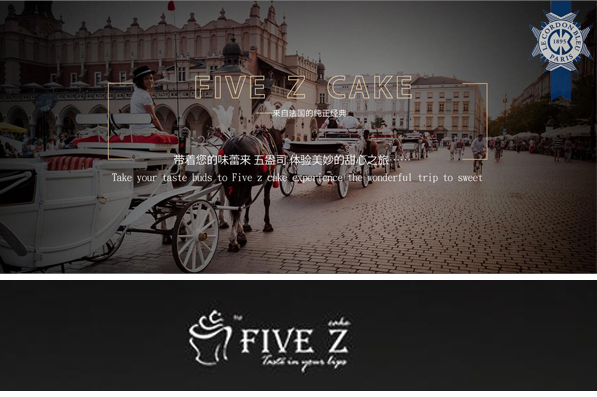 LE CORDON BLEU
1895
PARIS
FIVE Z CAKE
来自法国的纯正经典
带着您的味蕾来 五盎司 体验美妙的甜心之旅
Take your taste buds to Five z cake experience the wonderful trip to sweet
cake
FIVE Z
Taste in your lips